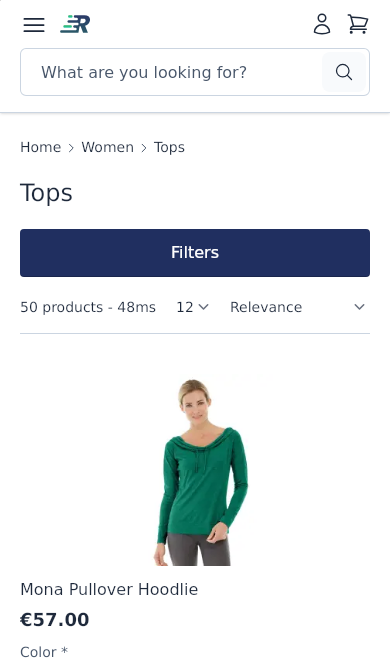 What are you looking for?
Home > Women > Tops
Tops
Filters
50 products - 48ms 12 Relevance
Mona Pullover Hoodlie
€57.00
Color *